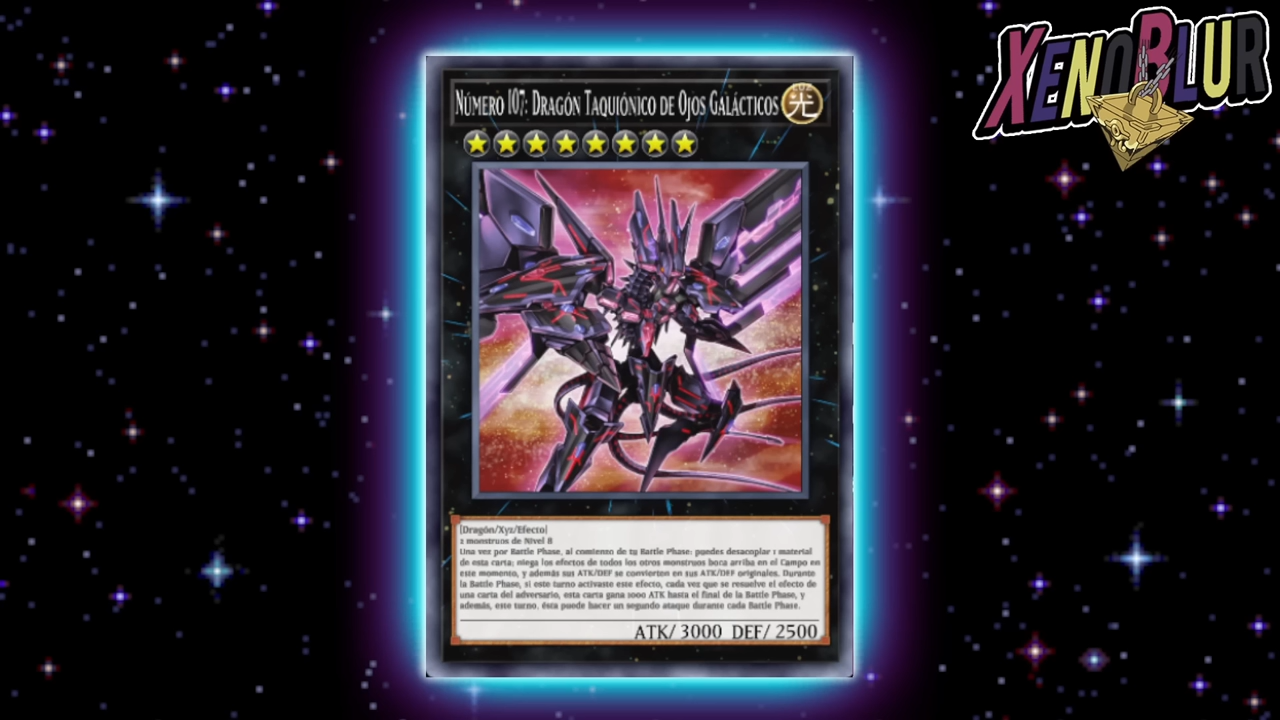 XENOBLUR
NÚMERO 107: DRAGÓN TAQUIÓNICO DE OJOS GALÁCTICOS
LUZ
光
[Dragón/Xyz/Efecto]
2 monstruos de Nivel 8
Una vez por Battle Phase, al comienzo de tu Battle Phase: puedes desacoplar 1 material
de esta carta; niega los efectos de todos los otros monstruos boca arriba en el Campo en
este momento, y además sus ATK/DEF se convierten en sus ATK/DEF originales. Durante
la Battle Phase, si este turno activaste este efecto, cada vez que se resuelve el efecto de
una carta del adversario, esta carta gana 1000 ATK hasta el final de la Battle Phase, y
además, este turno, ésta puede hacer un segundo ataque durante cada Battle Phase.
ATK/ 3000 DEF/ 2500